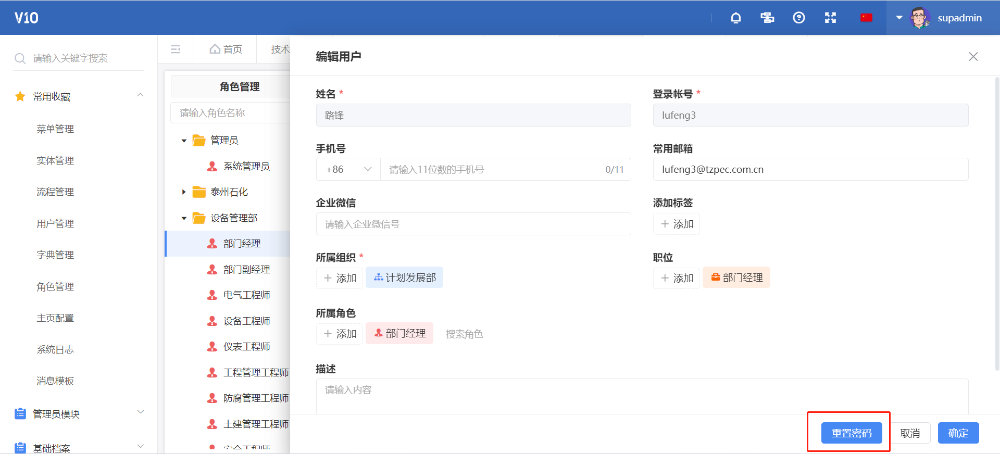 V10
supadmin
请输入关键字搜索
常用收藏
菜单管理
实体管理
流程管理
用户管理
字典管理
角色管理
主页配置
系统日志
消息模板
管理员模块
基础档案
首页
技术
角色管理
请输入角色名称
管理员
系统管理员
泰州石化
设备管理部
部门经理
部门副经理
电气工程师
设备工程师
仪表工程师
工程管理工程师
防腐管理工程师
土建管理工程师
安全工程师
编辑用户
姓名 *
路锋
登录帐号 *
lufeng3
手机号
+86 请输入11位数的手机号 0/11
常用邮箱
lufeng3@tzpec.com.cn
企业微信
请输入企业微信号
添加标签
添加
所属组织 *
添加 计划发展部
职位
添加 部门经理
所属角色
添加 部门经理 搜索角色
描述
请输入内容
重置密码 取消 确定